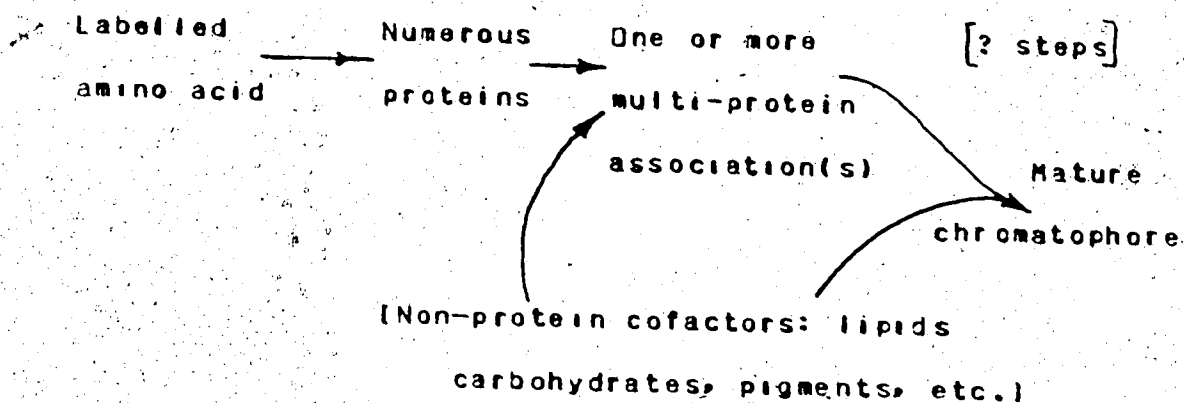 Labelled
amino acid
Numerous
proteins
One or more
multi-protein
association(s)
[? steps]
Mature
chromatophore
[Non-protein cofactors: lipids
carbohydrates, pigments, etc.]